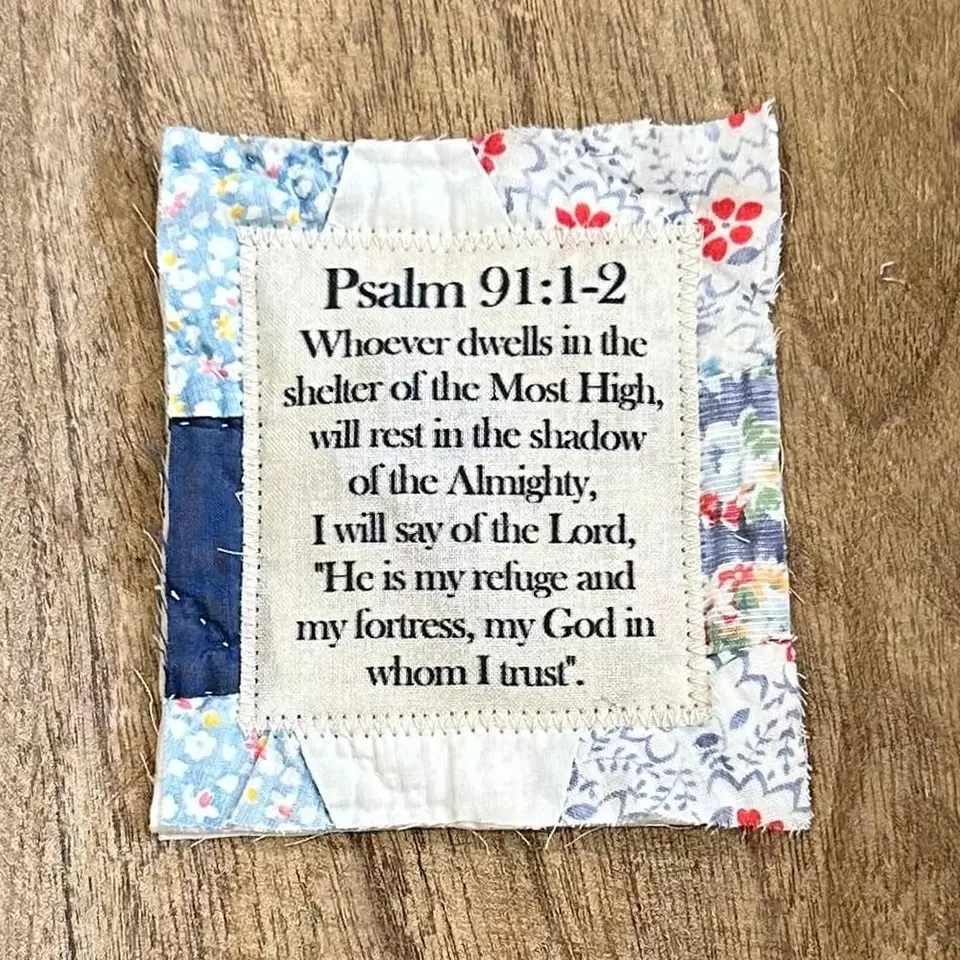 Psalm 91:1-2
Whoever dwells in the
shelter of the Most High,
will rest in the shadow
of the Almighty,
I will say of the Lord,
"He is my refuge and
my fortress, my God in
whom I trust".